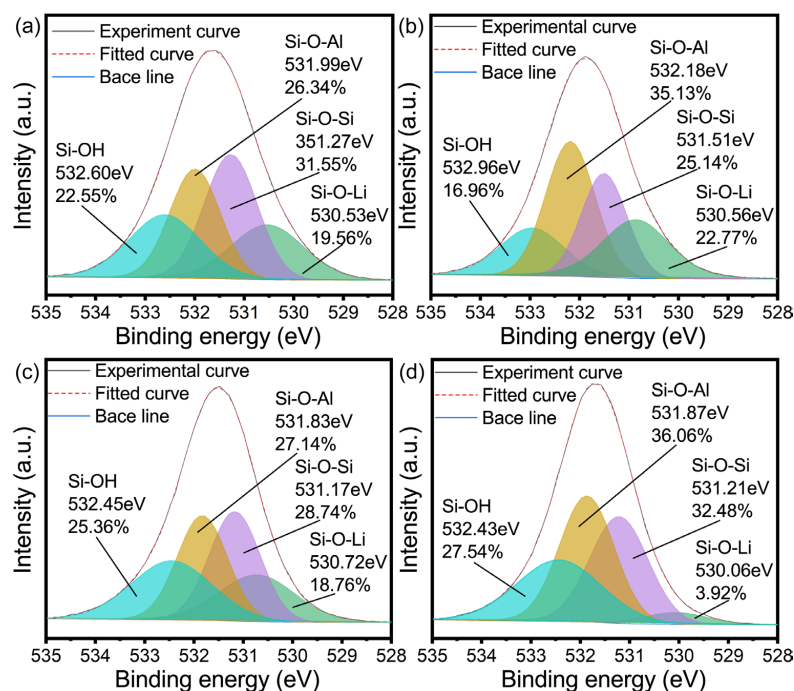 (a)
Experiment curve
Fitted curve
Bace line
Si-O-Al
531.99eV
26.34%
Si-O-Si
351.27eV
31.55%
Si-OH
532.60eV
22.55%
Si-O-Li
530.53eV
19.56%
Intensity (a.u.)
535 534 533 532 531 530 529 528
Binding energy (eV)
(b)
Experimental curve
Fitted curve
Bace line
Si-O-Al
532.18eV
35.13%
Si-O-Si
531.51eV
25.14%
Si-OH
532.96eV
16.96%
Si-O-Li
530.56eV
22.77%
Intensity (a.u.)
535 534 533 532 531 530 529 528
Binding energy (eV)
(c)
Experimental curve
Fitted curve
Bace line
Si-O-Al
531.83eV
27.14%
Si-O-Si
531.17eV
28.74%
Si-OH
532.45eV
25.36%
Si-O-Li
530.72eV
18.76%
Intensity (a.u.)
535 534 533 532 531 530 529 528
Binding energy (eV)
(d)
Experiment curve
Fitted curve
Bace line
Si-O-Al
531.87eV
36.06%
Si-O-Si
531.21eV
32.48%
Si-OH
532.43eV
27.54%
Si-O-Li
530.06eV
3.92%
Intensity (a.u.)
535 534 533 532 531 530 529 528
Binding energy (eV)